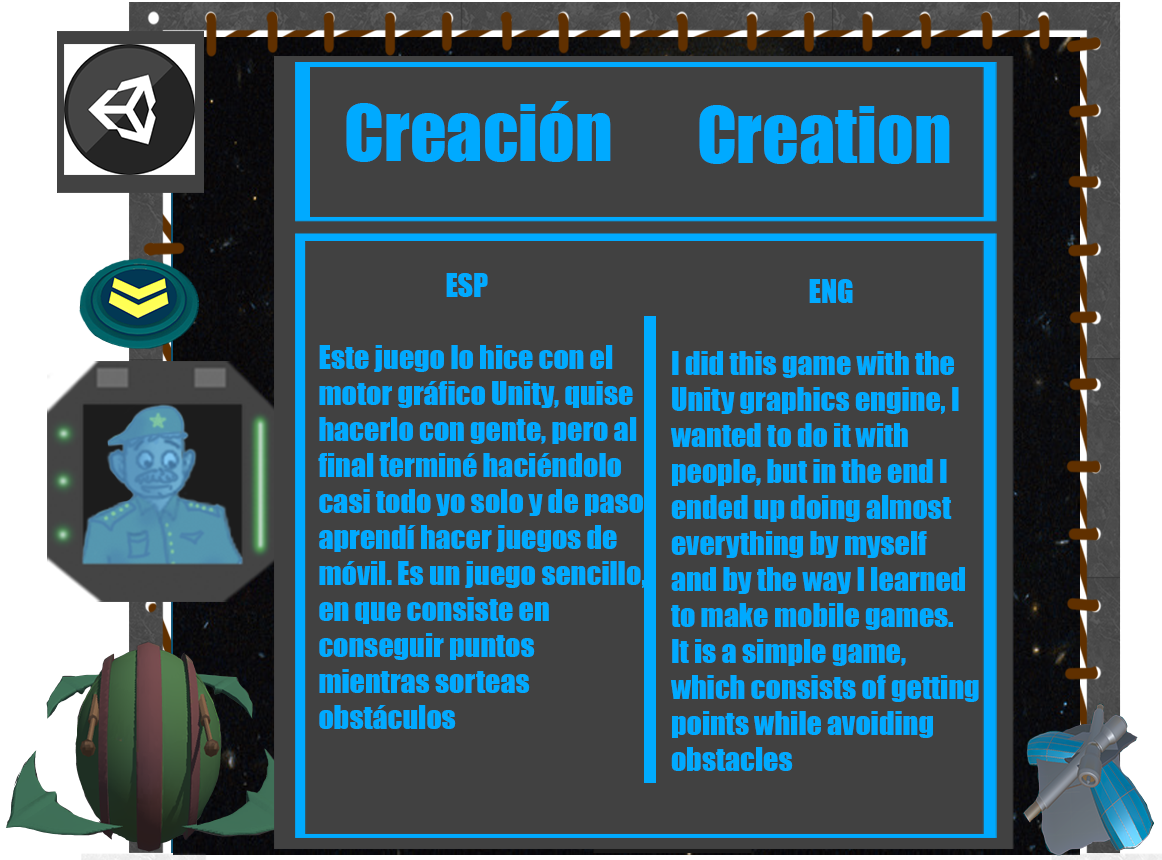 Creación
Creation
ESP
Este juego lo hice con el
motor gráfico Unity, quise
hacerlo con gente, pero al
final terminé haciéndolo
casi todo yo solo y de paso
aprendí hacer juegos de
móvil. Es un juego sencillo,
en que consiste en
conseguir puntos
mientras sorteas
obstáculos
ENG
I did this game with the
Unity graphics engine, I
wanted to do it with
people, but in the end I
ended up doing almost
everything by myself
and by the way I learned
to make mobile games.
It is a simple game,
which consists of getting
points while avoiding
obstacles